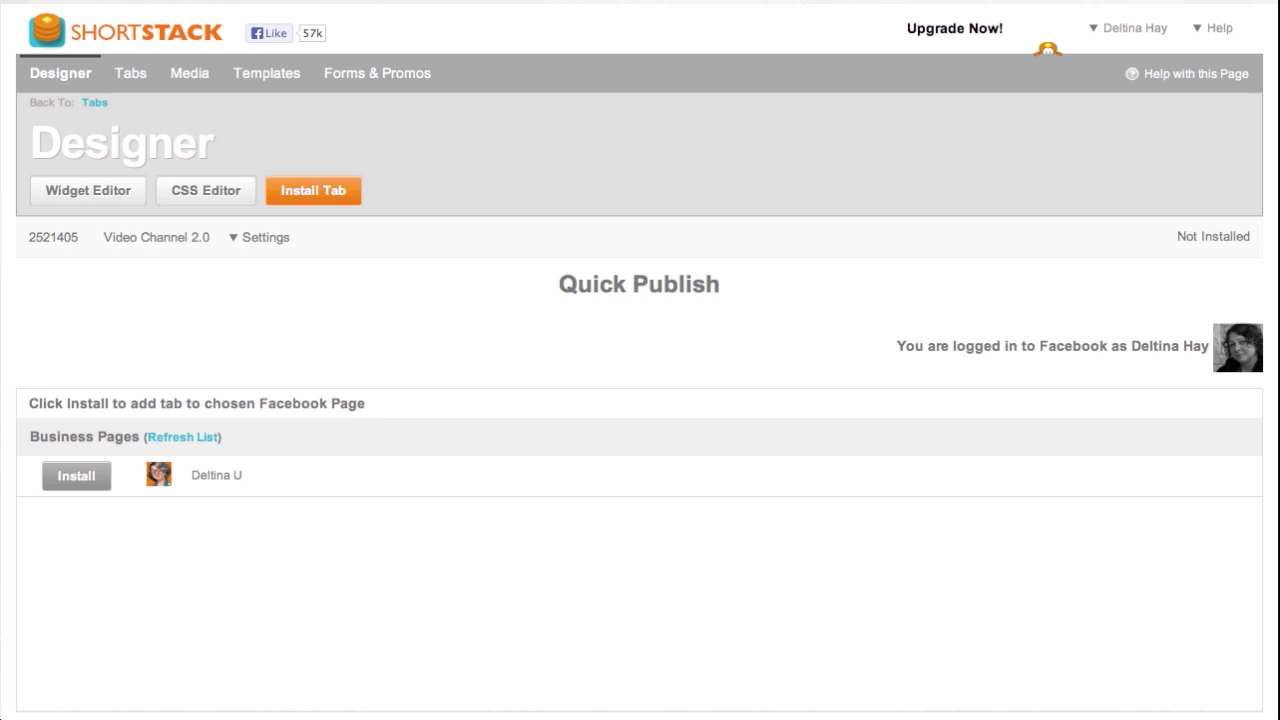 SHORTSTACK Like 57k Upgrade Now! ▼ Deltina Hay ▼ Help
Designer Tabs Media Templates Forms & Promos ? Help with this Page
Back To: Tabs
Designer
Widget Editor CSS Editor Install Tab
2521405 Video Channel 2.0 ▼ Settings Not Installed
Quick Publish
You are logged in to Facebook as Deltina Hay
Click Install to add tab to chosen Facebook Page
Business Pages (Refresh List)
Install Deltina U